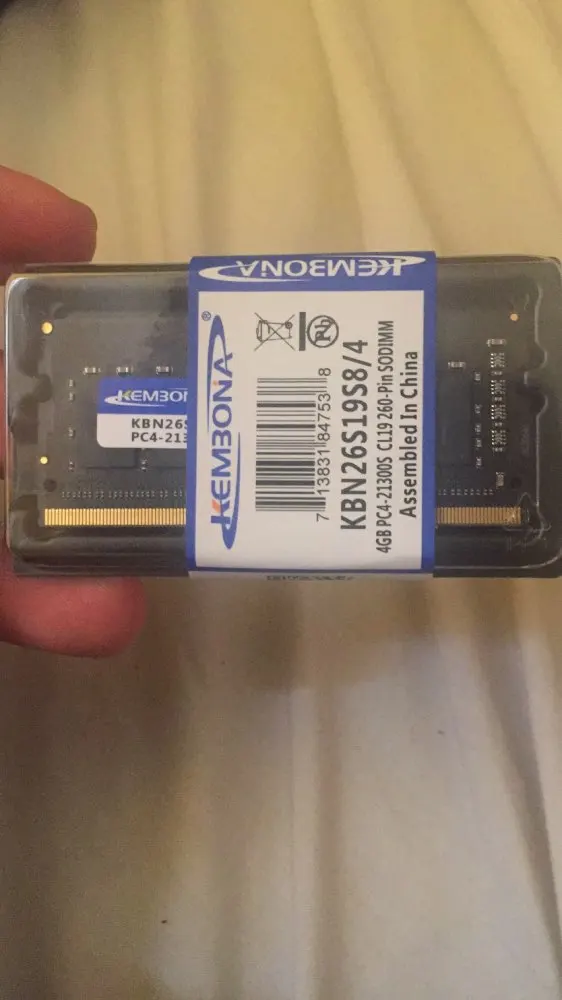 KEMBONA
KEMBONA
KBN26S
PC4-213
KEMBONA®
7 13831 84753 8
KBN26S19S8/4
4GB PC4-21300S CL19 260-Pin SODIMM
Assembled In China